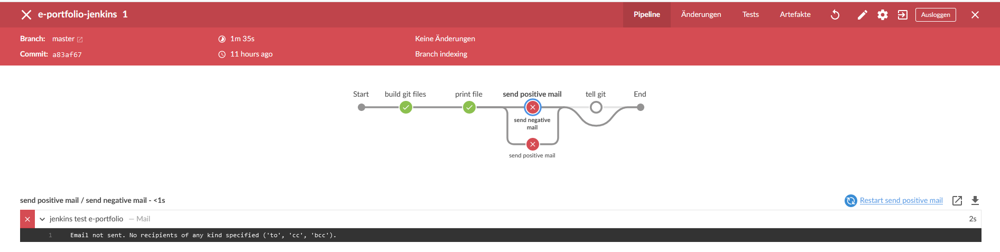 e-portfolio-jenkins 1
Pipeline Änderungen Tests Artefakte Ausloggen
Branch: master 1m 35s Keine Änderungen
Commit: a83af67 11 hours ago Branch indexing
Start build git files print file send positive mail tell git End
send negative
mail
send positive mail
send positive mail / send negative mail - <1s Restart send positive mail
jenkins test e-portfolio — Mail 2s
1 Email not sent. No recipients of any kind specified ('to', 'cc', 'bcc').